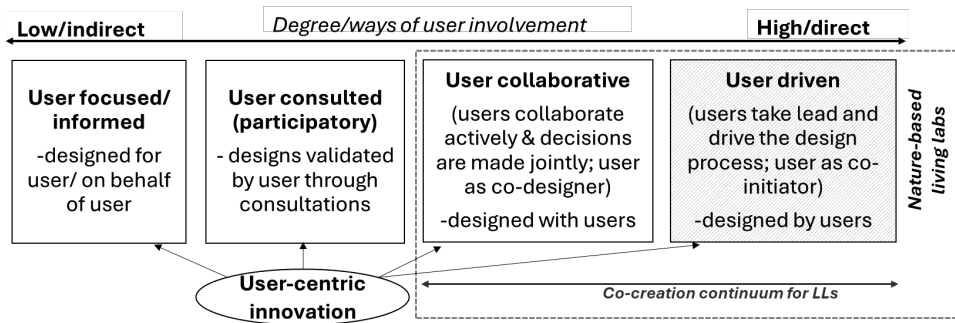 Degree/ways of user involvement
Low/indirect
High/direct
User focused/
informed
-designed for
user/ on behalf
of user
User consulted
(participatory)
- designs validated
by user through
consultations
User collaborative
(users collaborate
actively & decisions
are made jointly; user
as co-designer)
-designed with users
User driven
(users take lead and
drive the design
process; user as co-
initiator)
-designed by users
Nature-based
living labs
User-centric
innovation
Co-creation continuum for LLs